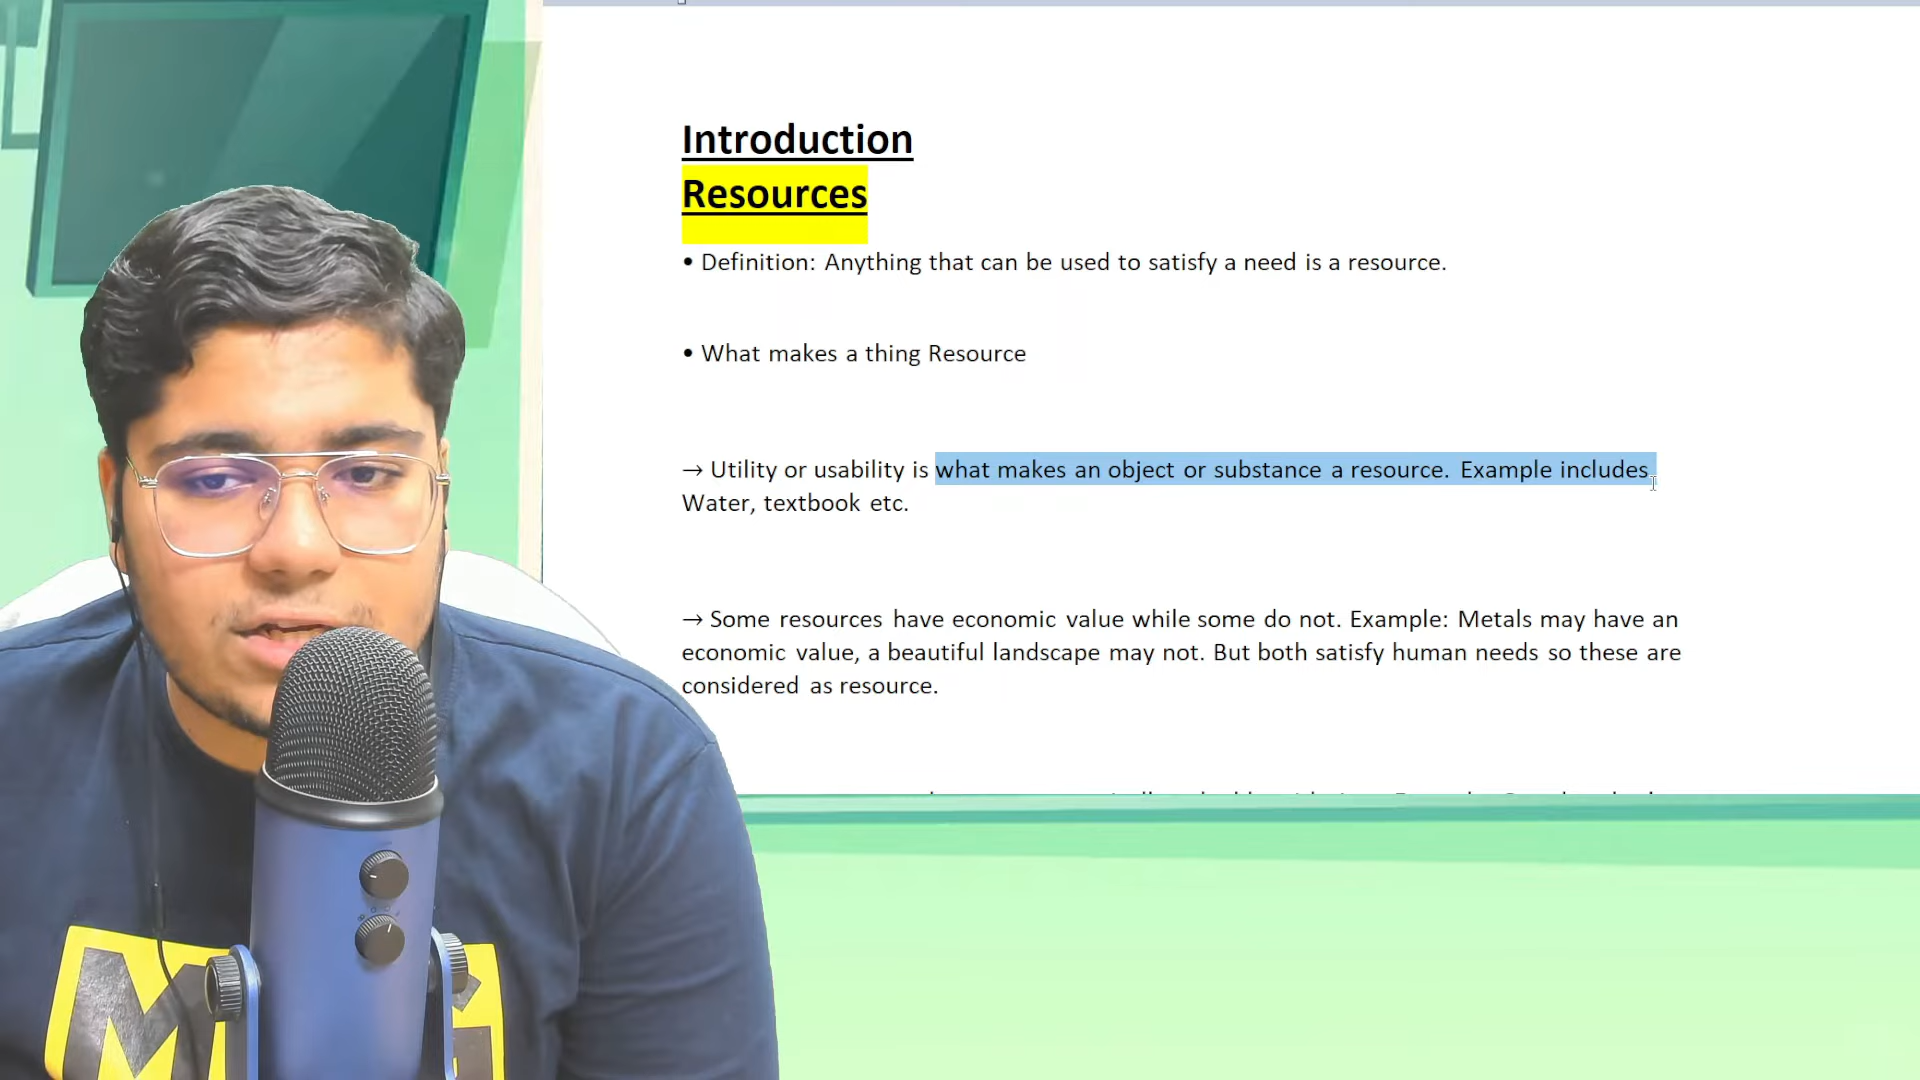 Introduction
Resources
• Definition: Anything that can be used to satisfy a need is a resource.
• What makes a thing Resource
→ Utility or usability is what makes an object or substance a resource. Example includes
Water, textbook etc.
→ Some resources have economic value while some do not. Example: Metals may have an
economic value, a beautiful landscape may not. But both satisfy human needs so these are
considered as resource.